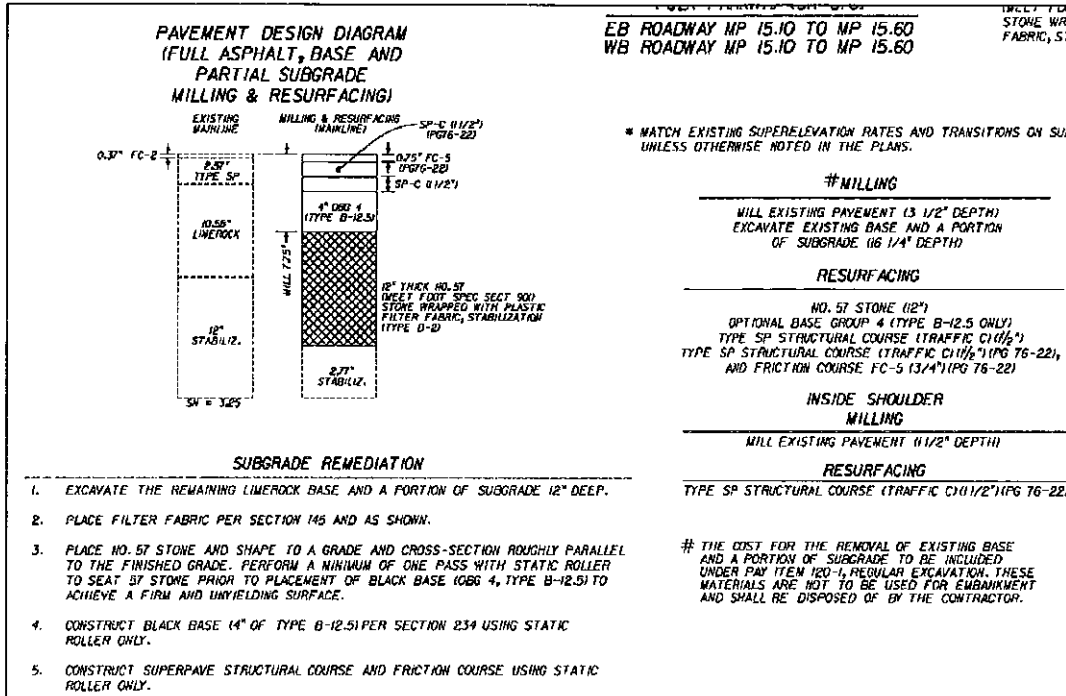 PAVEMENT DESIGN DIAGRAM
(FULL ASPHALT, BASE AND
PARTIAL SUBGRADE
MILLING & RESURFACING)
EXISTING
MAINLINE
MILLING & RESURFACING
(MAINLINE)
SP-C (1 1/2")
(PG76-22)
0.37" FC-2
2.37"
TYPE SP
0.75" FC-5
(PG76-22)
SP-C (1 1/2")
10.56"
LIMEROCK
4" OBG 4
(TYPE B-12.5)
MILL 7.25"
12" THICK NO. 57
(MEET FDOT SPEC SECT 901)
STONE WRAPPED WITH PLASTIC
FILTER FABRIC, STABILIZATION
(TYPE D-2)
12"
STABILIZ.
2.77"
STABILIZ.
SN = 3.25
SUBGRADE REMEDIATION
1. EXCAVATE THE REMAINING LIMEROCK BASE AND A PORTION OF SUBGRADE 12" DEEP.
2. PLACE FILTER FABRIC PER SECTION 145 AND AS SHOWN.
3. PLACE NO. 57 STONE AND SHAPE TO A GRADE AND CROSS-SECTION ROUGHLY PARALLEL
TO THE FINISHED GRADE. PERFORM A MINIMUM OF ONE PASS WITH STATIC ROLLER
TO SEAT 57 STONE PRIOR TO PLACEMENT OF BLACK BASE (OBG 4, TYPE B-12.5) TO
ACHIEVE A FIRM AND UNYIELDING SURFACE.
4. CONSTRUCT BLACK BASE (4" OF TYPE B-12.5) PER SECTION 234 USING STATIC
ROLLER ONLY.
5. CONSTRUCT SUPERPAVE STRUCTURAL COURSE AND FRICTION COURSE USING STATIC
ROLLER ONLY.
EB ROADWAY MP 15.10 TO MP 15.60
WB ROADWAY MP 15.10 TO MP 15.60
STONE WR
FABRIC, ST
* MATCH EXISTING SUPERELEVATION RATES AND TRANSITIONS ON SU
UNLESS OTHERWISE NOTED IN THE PLANS.
#MILLING
MILL EXISTING PAVEMENT (3 1/2" DEPTH)
EXCAVATE EXISTING BASE AND A PORTION
OF SUBGRADE (16 1/4" DEPTH)
RESURFACING
NO. 57 STONE (12")
OPTIONAL BASE GROUP 4 (TYPE B-12.5 ONLY)
TYPE SP STRUCTURAL COURSE (TRAFFIC C)(1½")
TYPE SP STRUCTURAL COURSE (TRAFFIC C)(1½")(PG 76-22),
AND FRICTION COURSE FC-5 (3/4")(PG 76-22)
INSIDE SHOULDER
MILLING
MILL EXISTING PAVEMENT (1 1/2" DEPTH)
RESURFACING
TYPE SP STRUCTURAL COURSE (TRAFFIC C)(1 1/2")(PG 76-22
# THE COST FOR THE REMOVAL OF EXISTING BASE
AND A PORTION OF SUBGRADE TO BE INCLUDED
UNDER PAY ITEM 120-1, REGULAR EXCAVATION. THESE
MATERIALS ARE NOT TO BE USED FOR EMBANKMENT
AND SHALL BE DISPOSED OF BY THE CONTRACTOR.